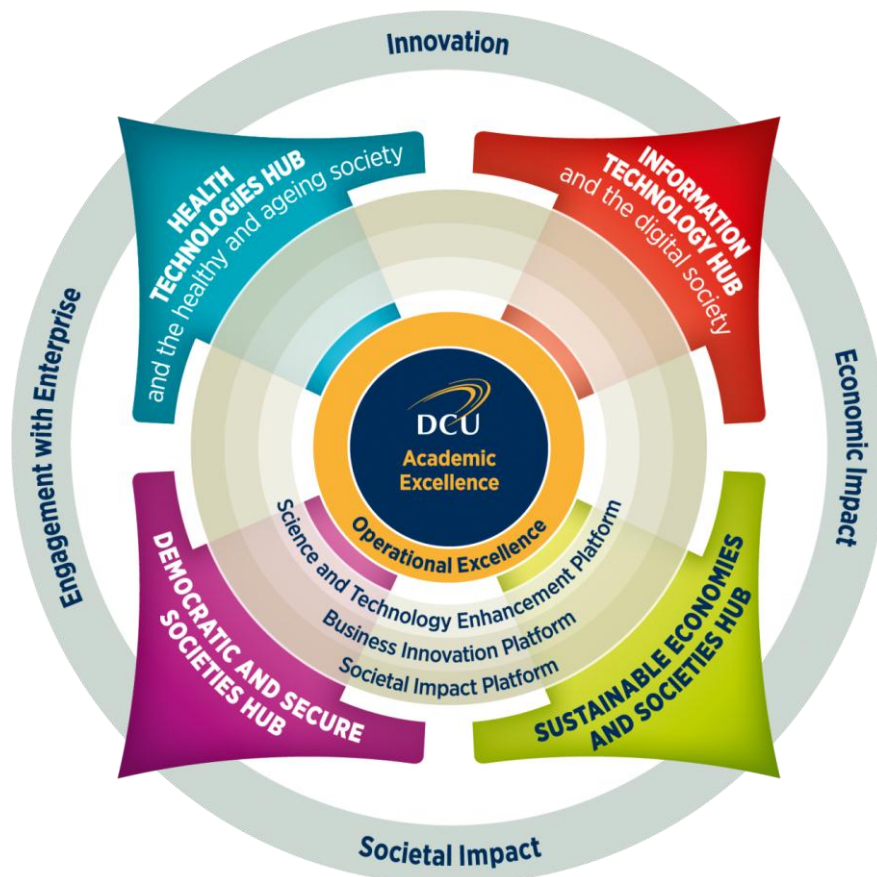 Innovation
HEALTH
TECHNOLOGIES HUB
and the healthy and ageing society
INFORMATION
TECHNOLOGY HUB
and the digital society
Engagement with Enterprise
Economic Impact
DCU
Academic
Excellence
Operational Excellence
Science and Technology Enhancement Platform
Business Innovation Platform
Societal Impact Platform
DEMOCRATIC AND SECURE
SOCIETIES HUB
SUSTAINABLE ECONOMIES
AND SOCIETIES HUB
Societal Impact